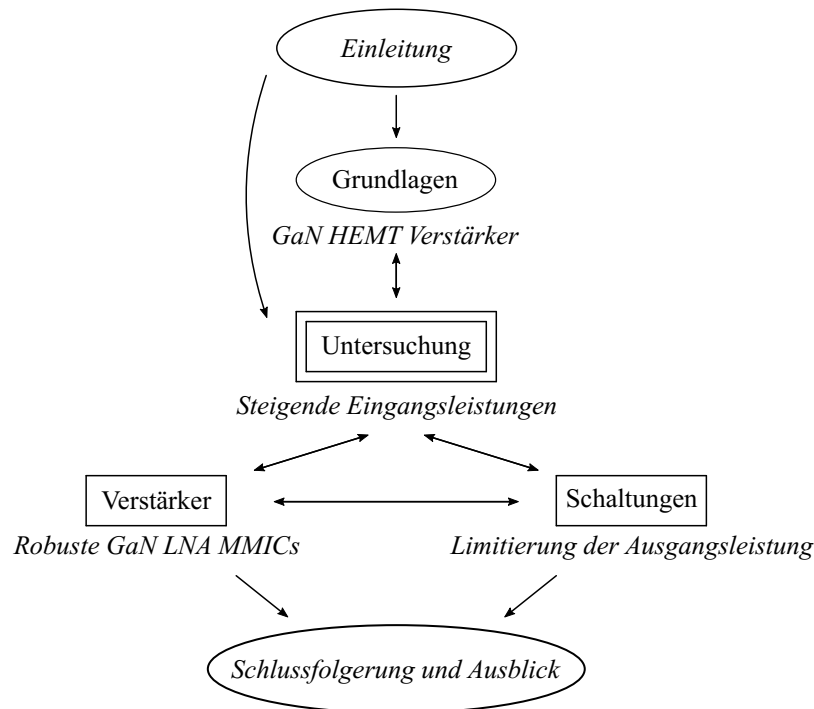 Einleitung
Grundlagen
GaN HEMT Verstärker
Untersuchung
Steigende Eingangsleistungen
Verstärker
Schaltungen
Robuste GaN LNA MMICs
Limitierung der Ausgangsleistung
Schlussfolgerung und Ausblick